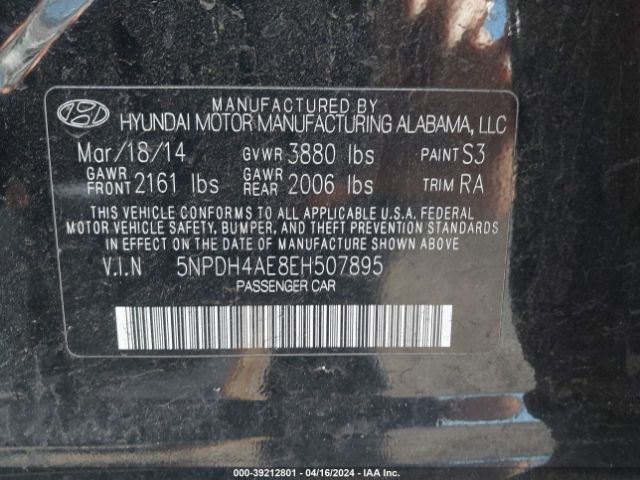 MANUFACTURED BY
HYUNDAI MOTOR MANUFACTURING ALABAMA, LLC
Mar/18/14 GVWR 3880 lbs PAINT S3
GAWR FRONT 2161 lbs GAWR REAR 2006 lbs TRIM RA
THIS VEHICLE CONFORMS TO ALL APPLICABLE U.S.A. FEDERAL
MOTOR VEHICLE SAFETY, BUMPER, AND THEFT PREVENTION STANDARDS
IN EFFECT ON THE DATE OF MANUFACTURE SHOWN ABOVE
V.I.N 5NPDH4AE8EH507895
PASSENGER CAR
000-39212801 - 04/16/2024 - IAA Inc.